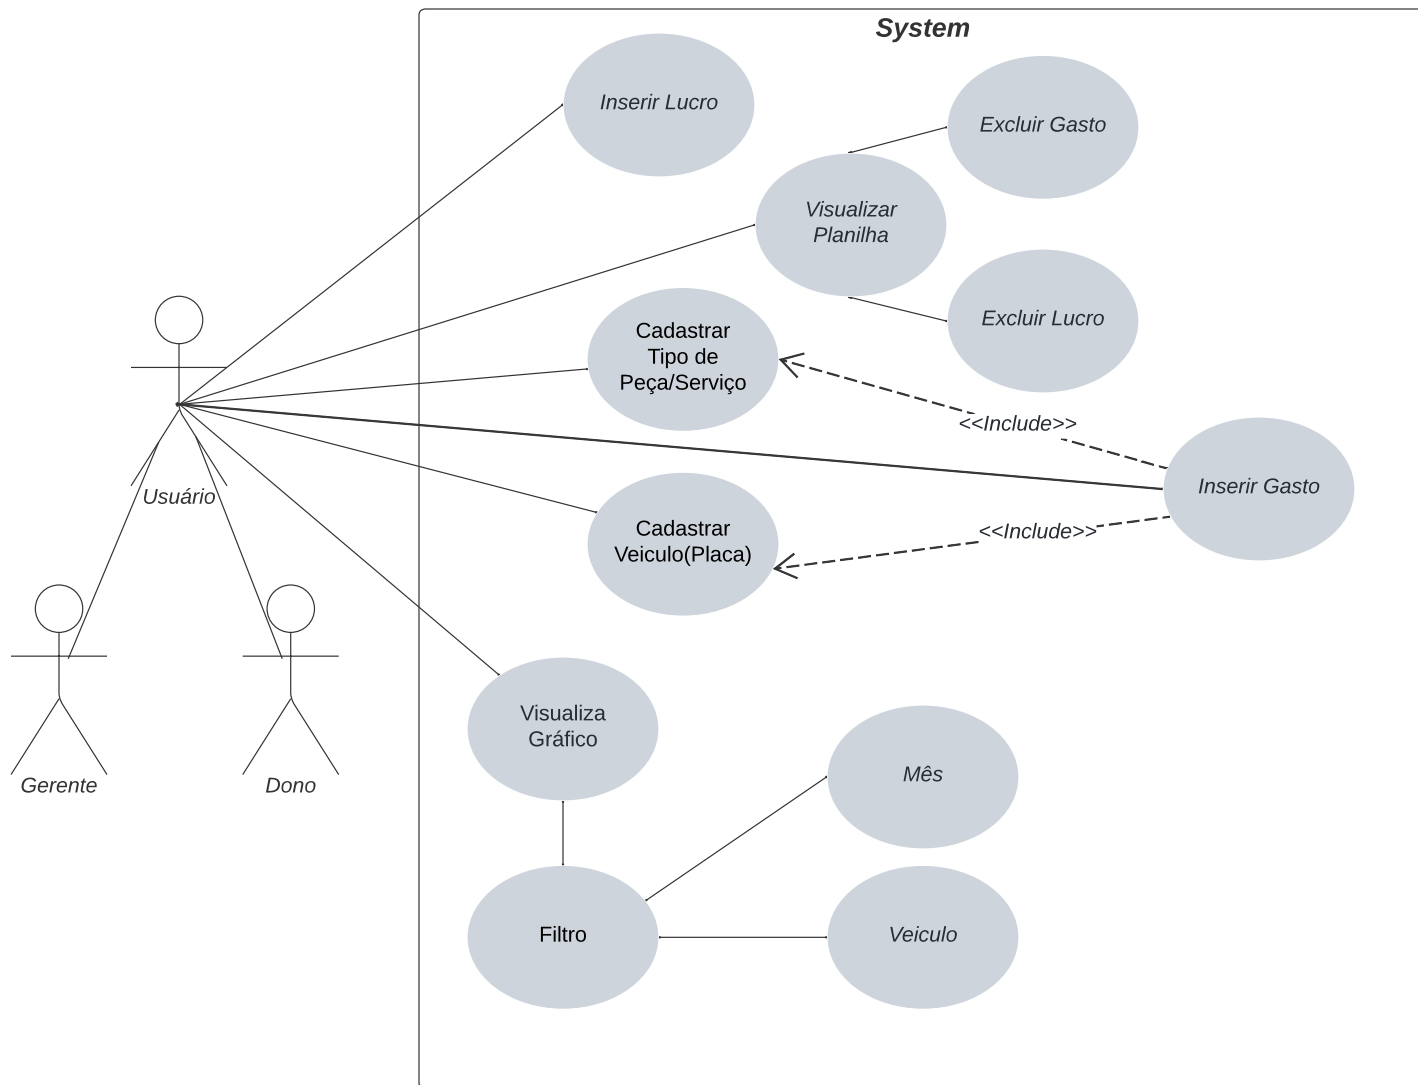 System
Inserir Lucro
Excluir Gasto
Visualizar
Planilha
Excluir Lucro
Cadastrar
Tipo de
Peça/Serviço
<<Include>>
Inserir Gasto
Usuário
Cadastrar
Veiculo(Placa)
<<Include>>
Visualiza
Gráfico
Gerente
Dono
Mês
Filtro
Veiculo